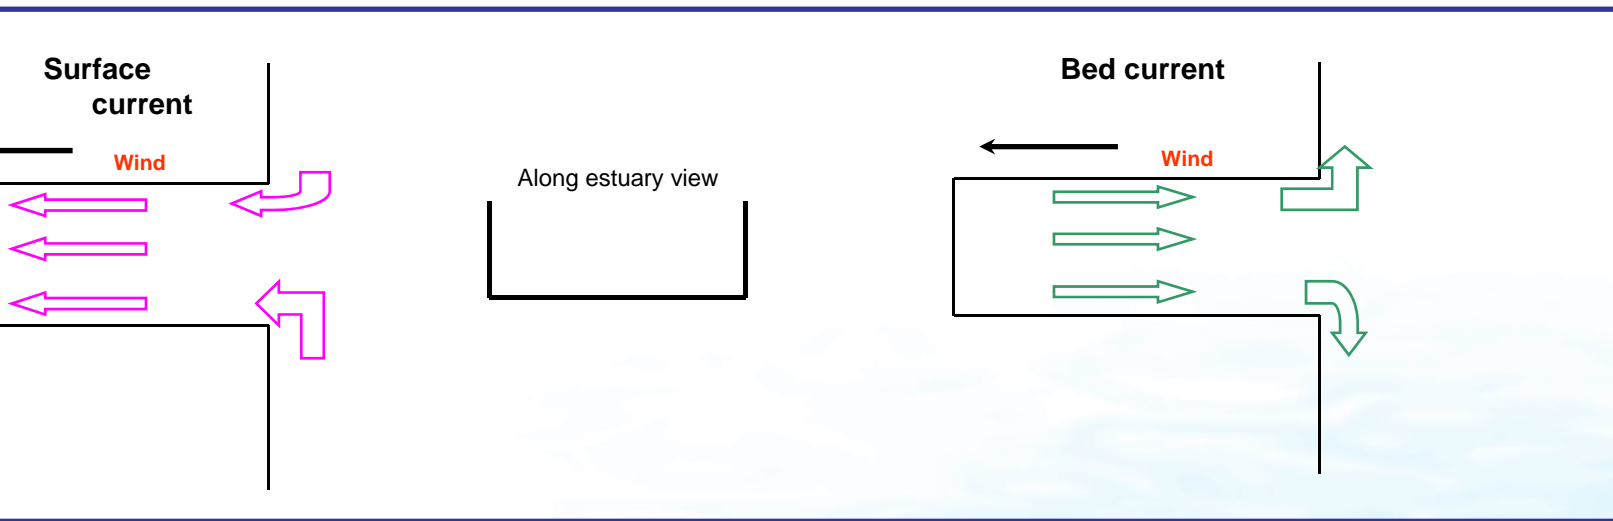 Surface
current
Wind
Along estuary view
Bed current
Wind